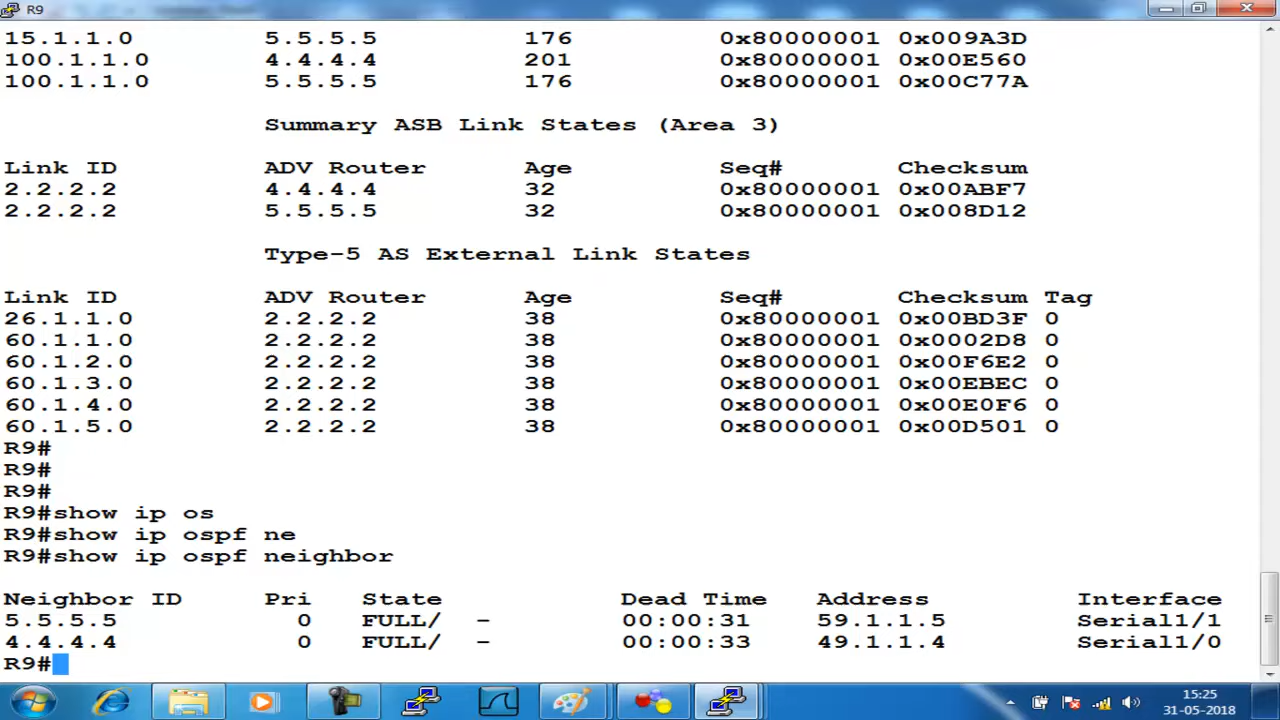 R9
15.1.1.0 5.5.5.5 176 0x80000001 0x009A3D
100.1.1.0 4.4.4.4 201 0x80000001 0x00E560
100.1.1.0 5.5.5.5 176 0x80000001 0x00C77A
Summary ASB Link States (Area 3)
Link ID ADV Router Age Seq# Checksum
2.2.2.2 4.4.4.4 32 0x80000001 0x00ABF7
2.2.2.2 5.5.5.5 32 0x80000001 0x008D12
Type-5 AS External Link States
Link ID ADV Router Age Seq# Checksum Tag
26.1.1.0 2.2.2.2 38 0x80000001 0x00BD3F 0
60.1.1.0 2.2.2.2 38 0x80000001 0x0002D8 0
60.1.2.0 2.2.2.2 38 0x80000001 0x00F6E2 0
60.1.3.0 2.2.2.2 38 0x80000001 0x00EBEC 0
60.1.4.0 2.2.2.2 38 0x80000001 0x00E0F6 0
60.1.5.0 2.2.2.2 38 0x80000001 0x00D501 0
R9#
R9#
R9#
R9#show ip os
R9#show ip ospf ne
R9#show ip ospf neighbor
Neighbor ID Pri State Dead Time Address Interface
5.5.5.5 0 FULL/ - 00:00:31 59.1.1.5 Serial1/1
4.4.4.4 0 FULL/ - 00:00:33 49.1.1.4 Serial1/0
R9#
15:25
31-05-2018